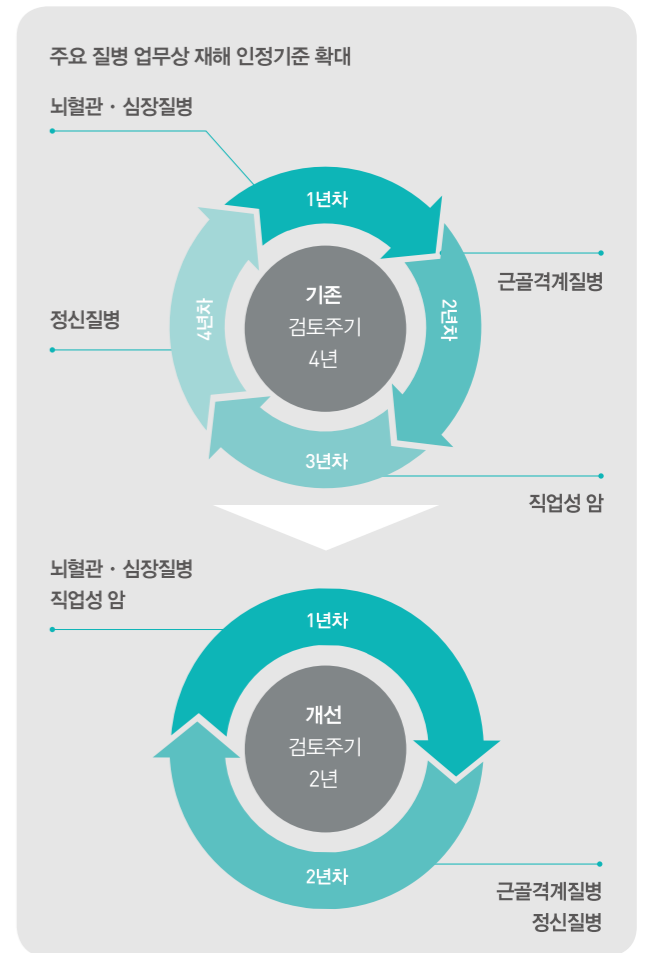 주요 질병 업무상 재해 인정기준 확대
뇌혈관 · 심장질병
1년차
근골격계질병
2년차
기존
검토주기
4년
정신질병
4년차
3년차
직업성 암
뇌혈관 · 심장질병
직업성 암
1년차
개선
검토주기
2년
2년차
근골격계질병
정신질병